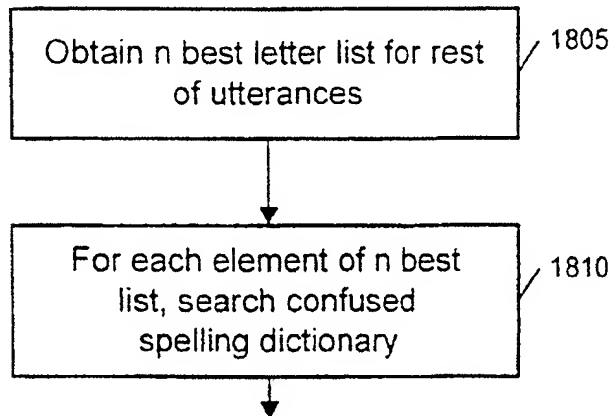 Obtain n best letter list for rest
of utterances
1805
For each element of n best
list, search confused
spelling dictionary
1810